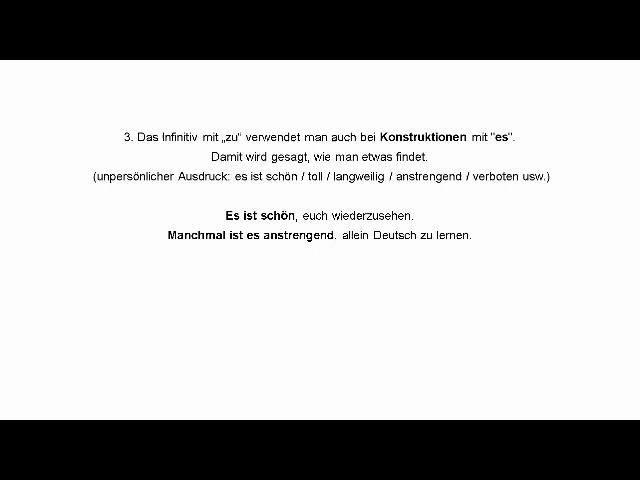 3. Das Infinitiv mit „zu“ verwendet man auch bei Konstruktionen mit "es".
Damit wird gesagt, wie man etwas findet.
(unpersönlicher Ausdruck: es ist schön / toll / langweilig / anstrengend / verboten usw.)
Es ist schön, euch wiederzusehen.
Manchmal ist es anstrengend. allein Deutsch zu lernen.